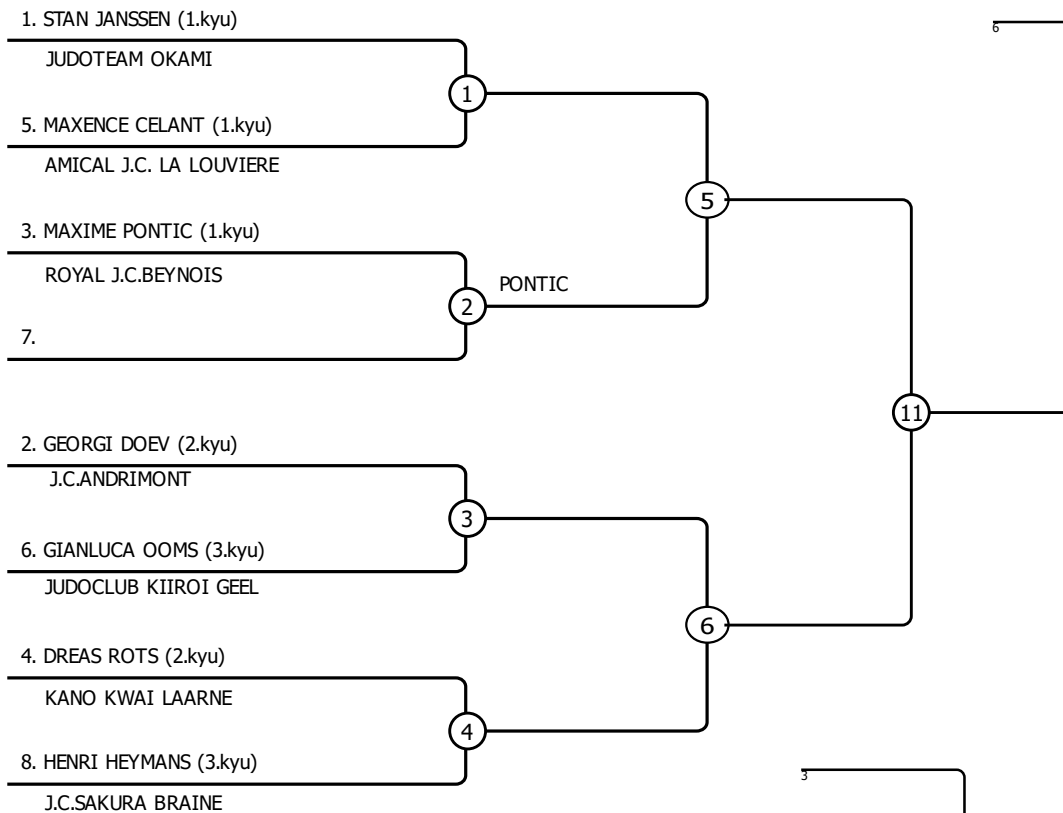 1. STAN JANSSEN (1.kyu)
JUDOTEAM OKAMI
1
5. MAXENCE CELANT (1.kyu)
AMICAL J.C. LA LOUVIERE
5
3. MAXIME PONTIC (1.kyu)
ROYAL J.C.BEYNOIS
PONTIC
2
7.
11
2. GEORGI DOEV (2.kyu)
J.C.ANDRIMONT
3
6. GIANLUCA OOMS (3.kyu)
JUDOCLUB KIIROI GEEL
6
4. DREAS ROTS (2.kyu)
KANO KWAI LAARNE
4
8. HENRI HEYMANS (3.kyu)
J.C.SAKURA BRAINE
6
3